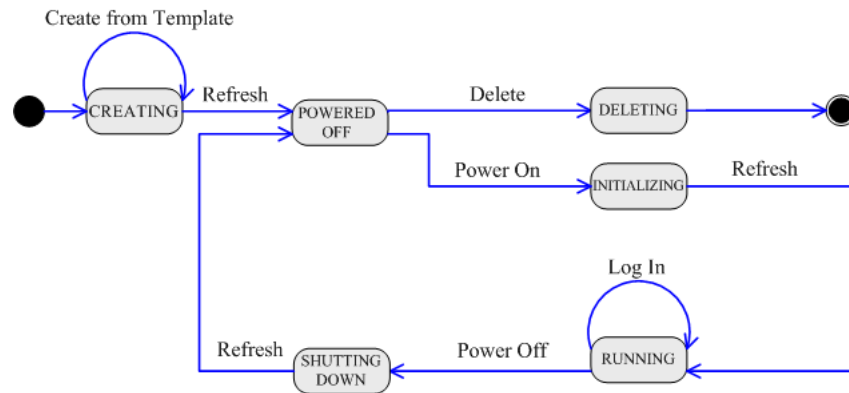 Create from Template
CREATING
Refresh
POWERED
OFF
Delete
DELETING
Power On
INITIALIZING
Refresh
Log In
Refresh
SHUTTING
DOWN
Power Off
RUNNING